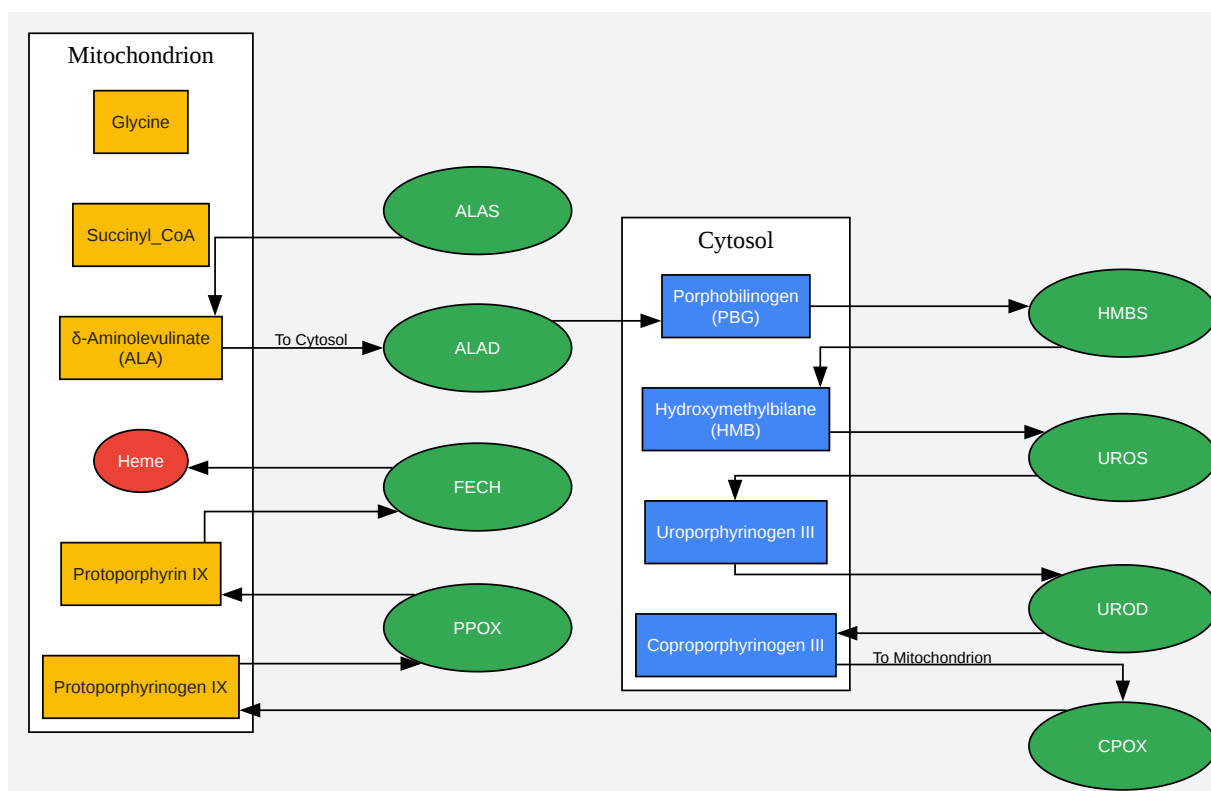 Mitochondrion
Glycine
Succinyl_CoA
δ-Aminolevulinate
(ALA)
To Cytosol
Heme
Protoporphyrin IX
Protoporphyrinogen IX
ALAS
ALAD
FECH
PPOX
Cytosol
Porphobilinogen
(PBG)
Hydroxymethylbilane
(HMB)
Uroporphyrinogen III
Coproporphyrinogen III
To Mitochondrion
HMBS
UROS
UROD
CPOX